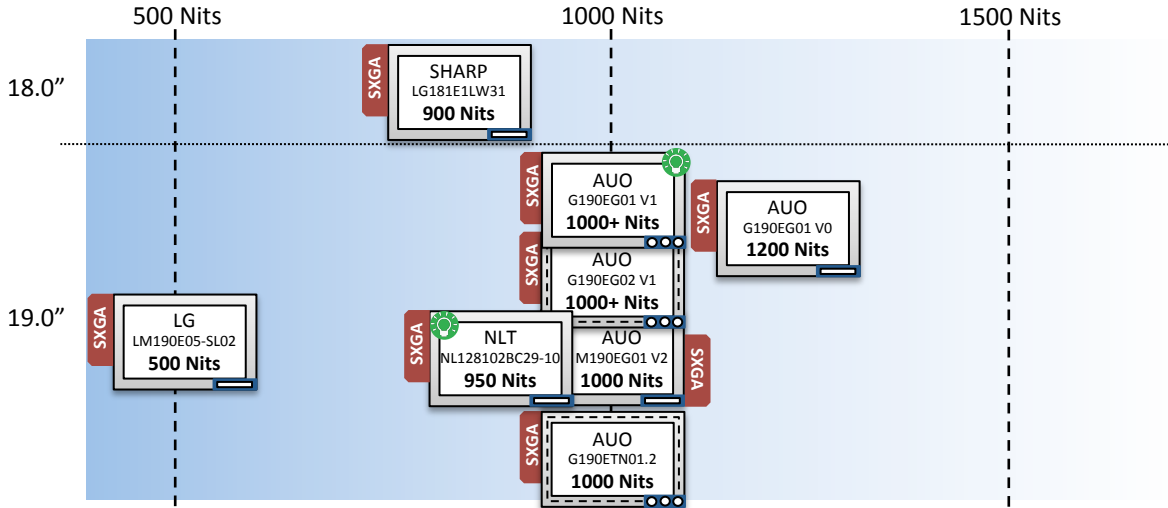 500 Nits
1000 Nits
1500 Nits
18.0”
SXGA
SHARP
LG181E1LW31
900 Nits
19.0”
SXGA
AUO
G190EG01 V1
1000+ Nits
SXGA
AUO
G190EG01 V0
1200 Nits
SXGA
AUO
G190EG02 V1
1000+ Nits
SXGA
LG
LM190E05-SL02
500 Nits
SXGA
NLT
NL128102BC29-10
950 Nits
AUO
M190EG01 V2
1000 Nits
SXGA
SXGA
AUO
G190ETN01.2
1000 Nits